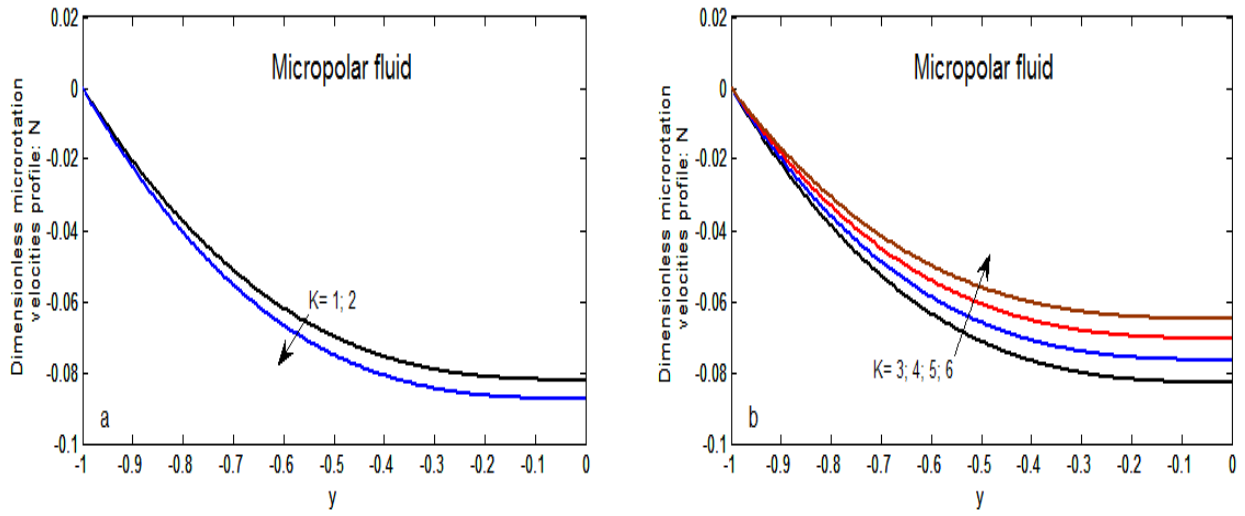 0.02
0
-0.02
-0.04
-0.06
-0.08
-0.1
Dimensionless microrotation
velocities profile: N
Micropolar fluid
K= 1; 2
a
-1 -0.9 -0.8 -0.7 -0.6 -0.5 -0.4 -0.3 -0.2 -0.1 0
y
0.02
0
-0.02
-0.04
-0.06
-0.08
-0.1
Dimensionless microrotation
velocities profile: N
Micropolar fluid
K= 3; 4; 5; 6
b
-1 -0.9 -0.8 -0.7 -0.6 -0.5 -0.4 -0.3 -0.2 -0.1 0
y